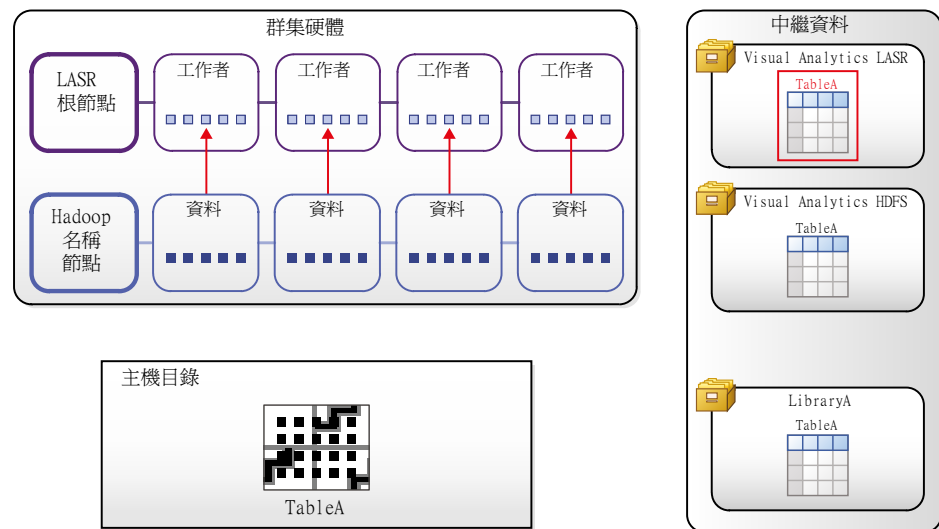 群集硬體
LASR
根節點
工作者
工作者
工作者
工作者
Hadoop
名稱
節點
資料
資料
資料
資料
主機目錄
TableA
中繼資料
Visual Analytics LASR
TableA
Visual Analytics HDFS
TableA
LibraryA
TableA